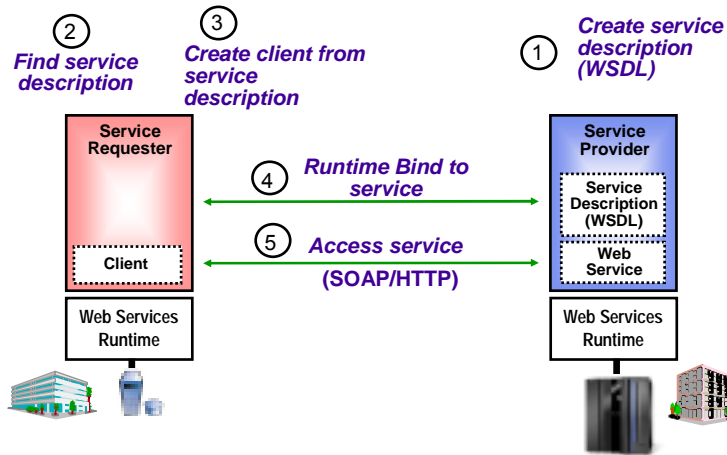 2
Find service
description
3
Create client from
service
description
1
Create service
description
(WSDL)
Service
Requester
Client
Web Services
Runtime
4
Runtime Bind to
service
5
Access service
(SOAP/HTTP)
Service
Provider
Service
Description
(WSDL)
Web
Service
Web Services
Runtime